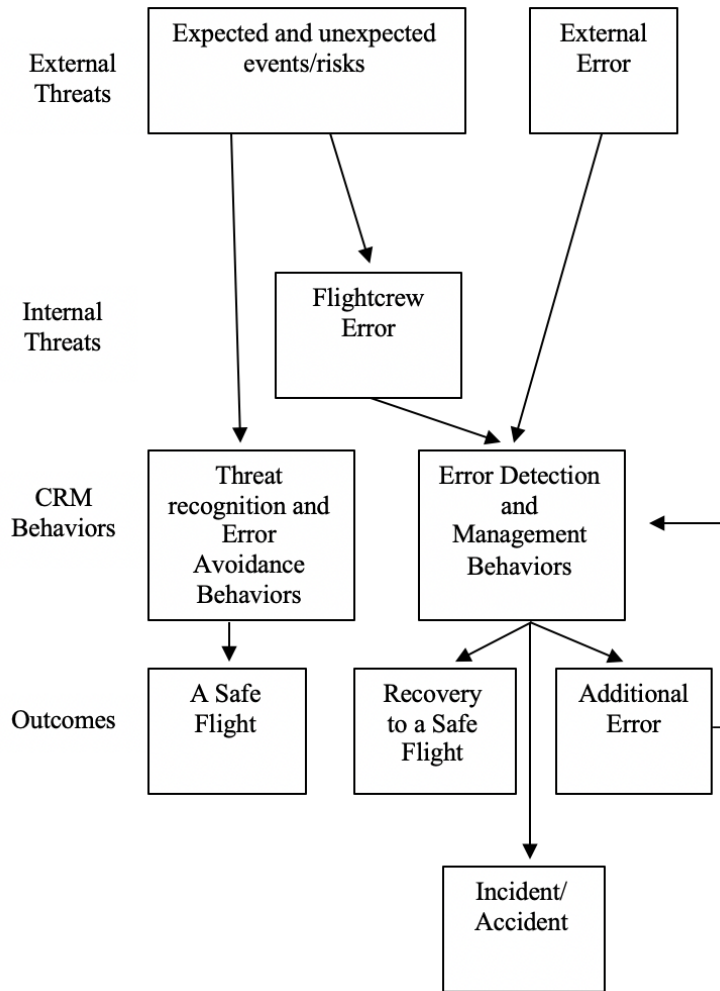 External
Threats
Expected and unexpected
events/risks
External
Error
Internal
Threats
Flightcrew
Error
CRM
Behaviors
Threat
recognition and
Error
Avoidance
Behaviors
Error Detection
and
Management
Behaviors
Outcomes
A Safe
Flight
Recovery
to a Safe
Flight
Additional
Error
Incident/
Accident